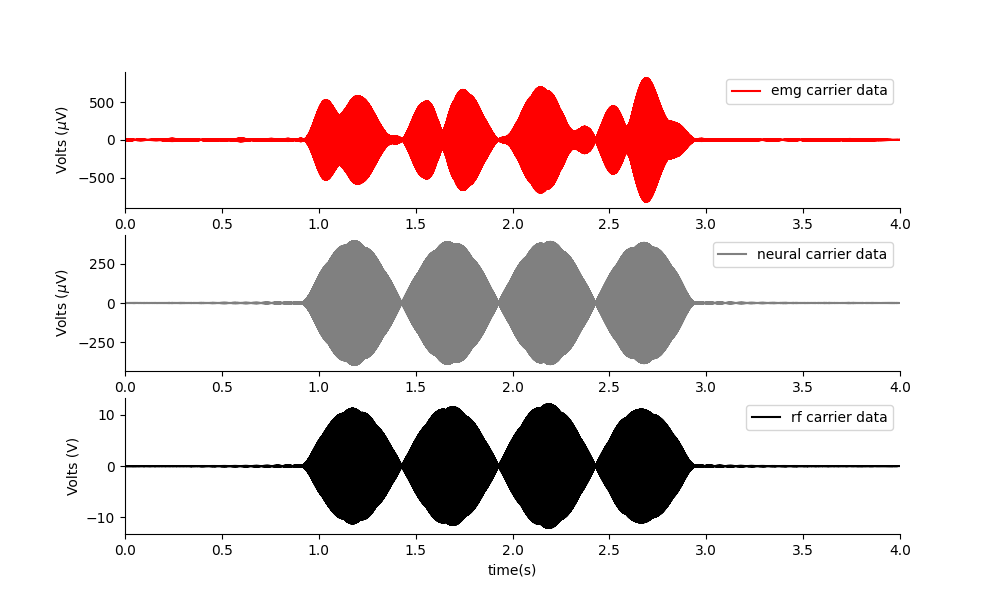 emg carrier data
Volts (μV)
500
0
−500
0.0 0.5 1.0 1.5 2.0 2.5 3.0 3.5 4.0
neural carrier data
Volts (μV)
250
0
−250
0.0 0.5 1.0 1.5 2.0 2.5 3.0 3.5 4.0
rf carrier data
Volts (V)
10
0
−10
0.0 0.5 1.0 1.5 2.0 2.5 3.0 3.5 4.0
time(s)